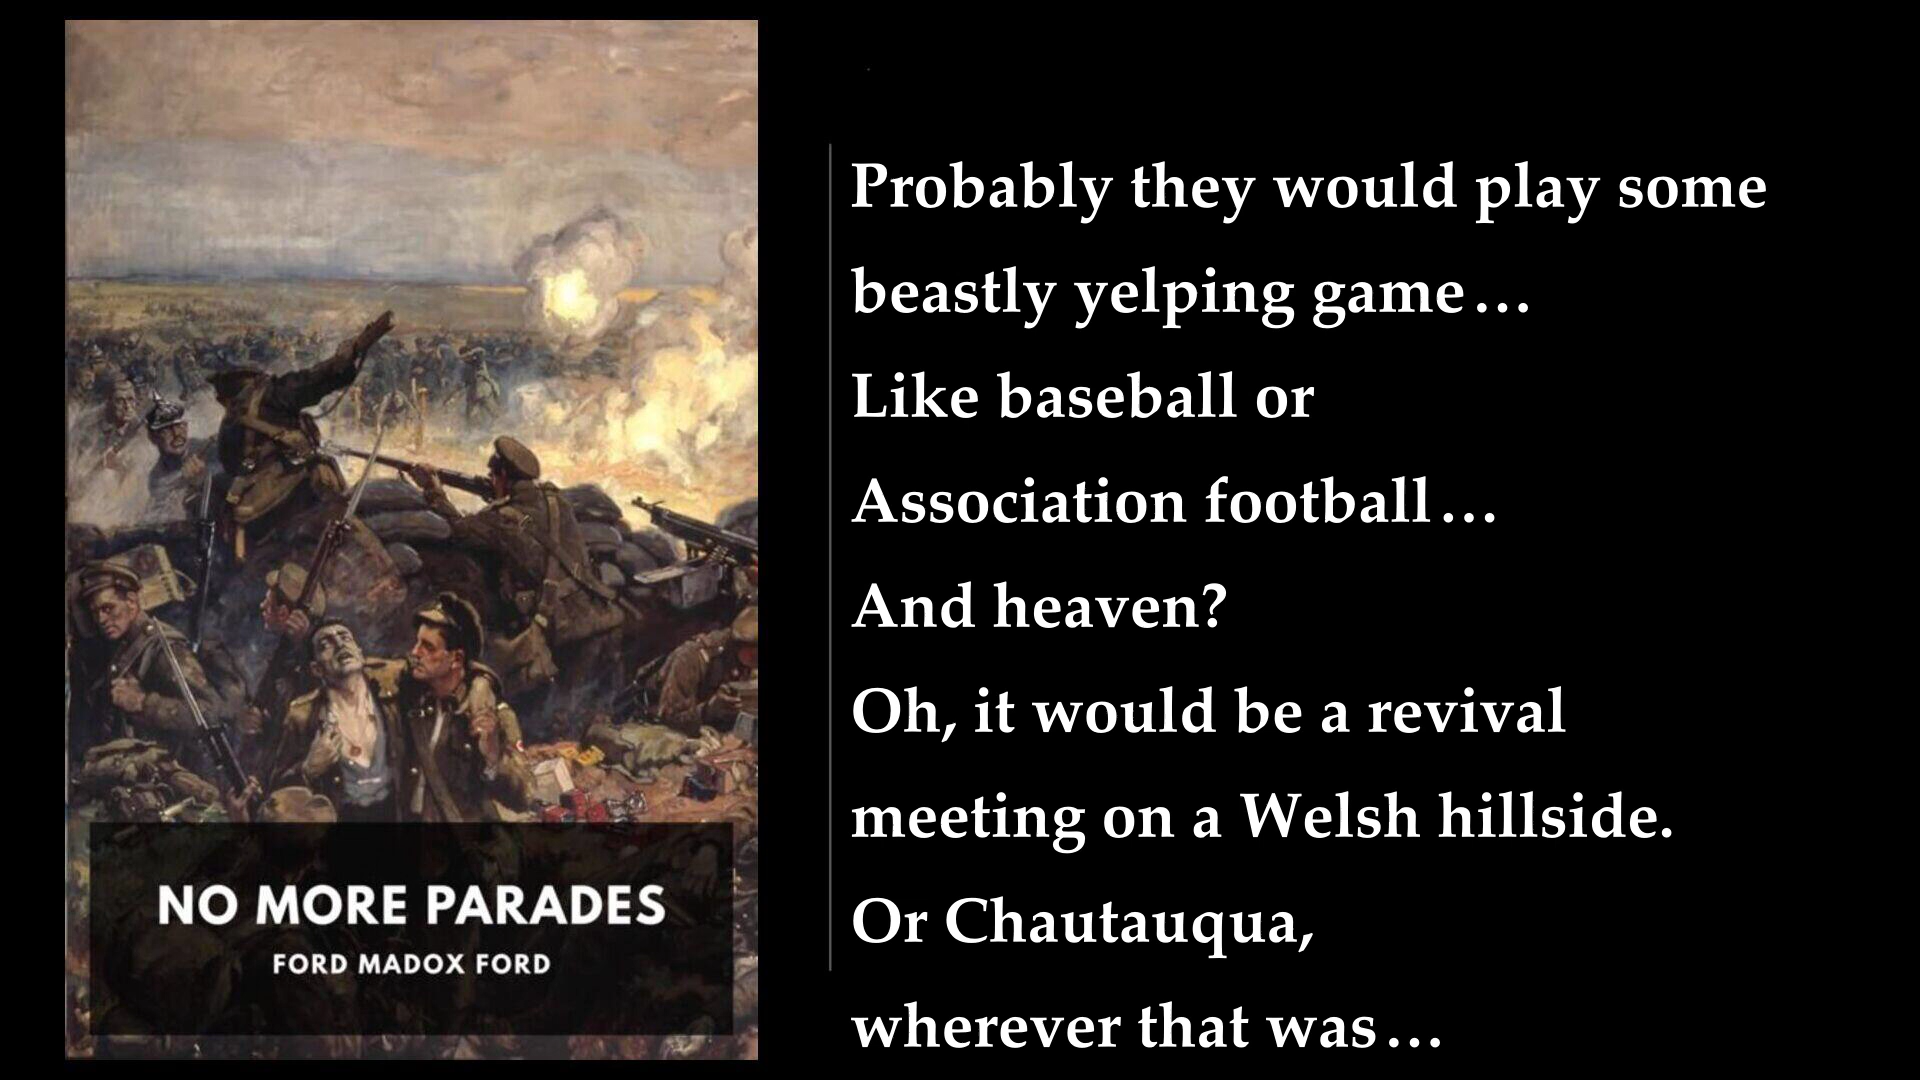 NO MORE PARADES
FORD MADOX FORD
Probably they would play some
beastly yelping game…
Like baseball or
Association football…
And heaven?
Oh, it would be a revival
meeting on a Welsh hillside.
Or Chautauqua,
wherever that was…